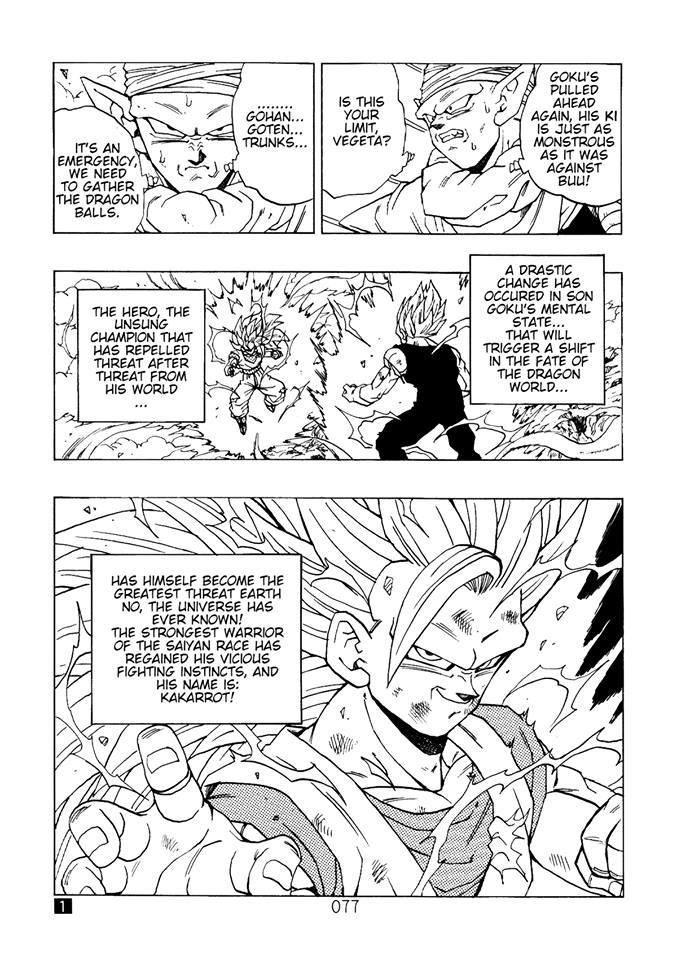 GOKU'S
PULLED
AHEAD
AGAIN, HIS KI
IS JUST AS
MONSTROUS
AS IT WAS
AGAINST
BUU!
IS THIS
YOUR
LIMIT,
VEGETA?
........
GOHAN...
GOTEN...
TRUNKS...
IT'S AN
EMERGENCY,
WE NEED
TO GATHER
THE DRAGON
BALLS.
A DRASTIC
CHANGE HAS
OCCURED IN SON
GOKU'S MENTAL
STATE...
THAT WILL
TRIGGER A SHIFT
IN THE FATE OF
THE DRAGON
WORLD...
THE HERO, THE
UNSUNG
CHAMPION THAT
HAS REPELLED
THREAT AFTER
THREAT FROM
HIS WORLD
...
HAS HIMSELF BECOME THE
GREATEST THREAT EARTH
NO, THE UNIVERSE HAS
EVER KNOWN!
THE STRONGEST WARRIOR
OF THE SAIYAN RACE HAS
REGAINED HIS VICIOUS
FIGHTING INSTINCTS, AND
HIS NAME IS:
KAKARROT!
1
077